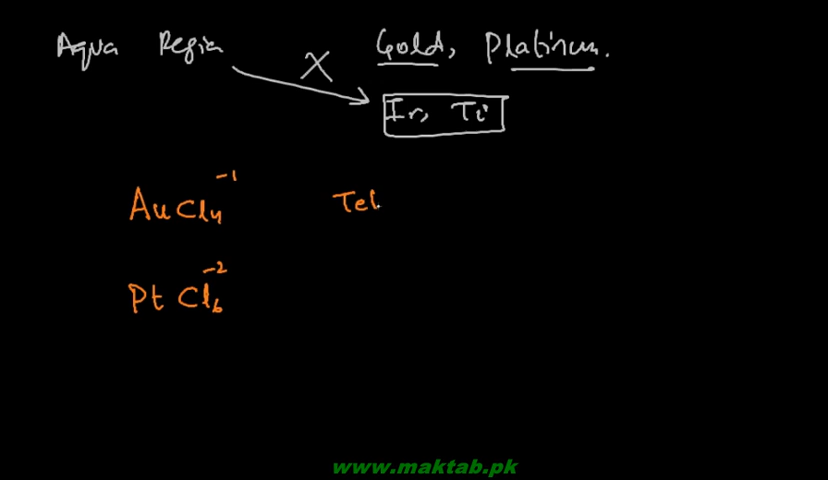 Aqua Regia X Gold, Platinum.
Ir, Ti
AuCl₄⁻¹ Tel
PtCl₆⁻²
www.maktab.pk